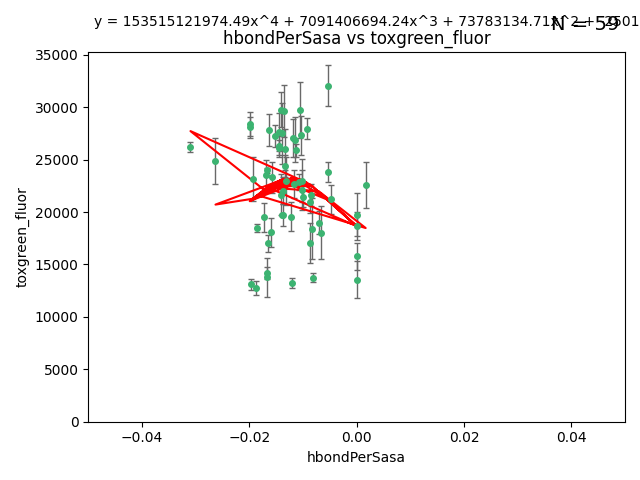 y = 153515121974.49x^4 + 7091406694.24x^3 + 73783134.71x^2 +
N = 59
hbondPerSasa vs toxgreen_fluor
35000
30000
25000
20000
15000
10000
5000
0
toxgreen_fluor
−0.04
−0.02
0.00
0.02
0.04
hbondPerSasa